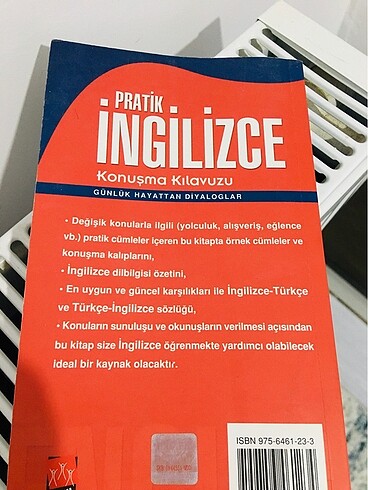 PRATİK
İNGİLİZCE
Konuşma Kılavuzu
GÜNLÜK HAYATTAN DİYALOGLAR
• Değişik konularla ilgili (yolculuk, alışveriş, eğlence
vb.) pratik cümleler içeren bu kitapta örnek cümleler ve
konuşma kalıplarını,
• İngilizce dilbilgisi özetini,
• En uygun ve güncel karşılıkları ile İngilizce-Türkçe
ve Türkçe-İngilizce sözlüğü,
• Konuların sunuluşu ve okunuşların verilmesi açısından
bu kitap size İngilizce öğrenmekte yardımcı olabilecek
ideal bir kaynak olacaktır.
ISBN 975-6461-23-3